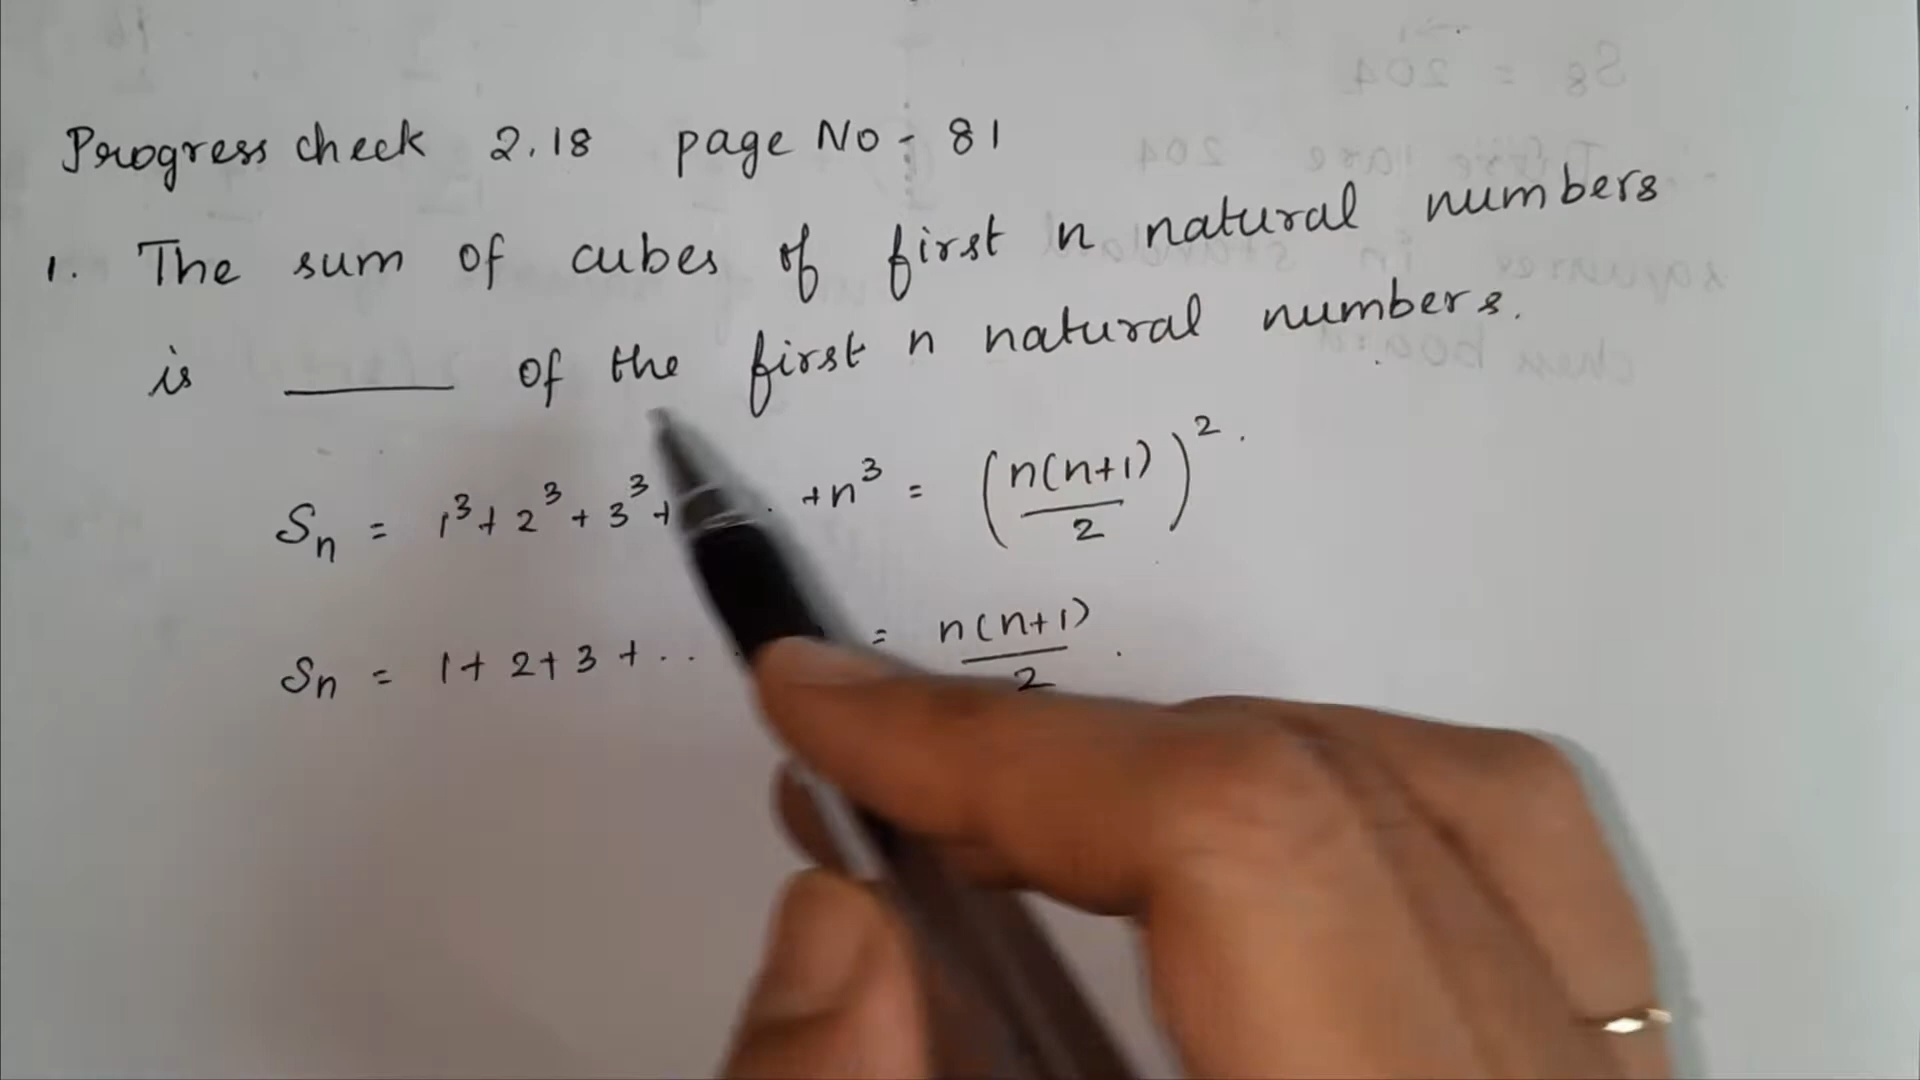 Progress check 2.18 page No - 81
1. The sum of cubes of first n natural numbers
is ______ of the first n natural numbers.
Sn = 1³ + 2³ + 3³ + . +n³ = (n(n+1)/2)².
Sn = 1 + 2 + 3 + . . . = n(n+1)/2 .